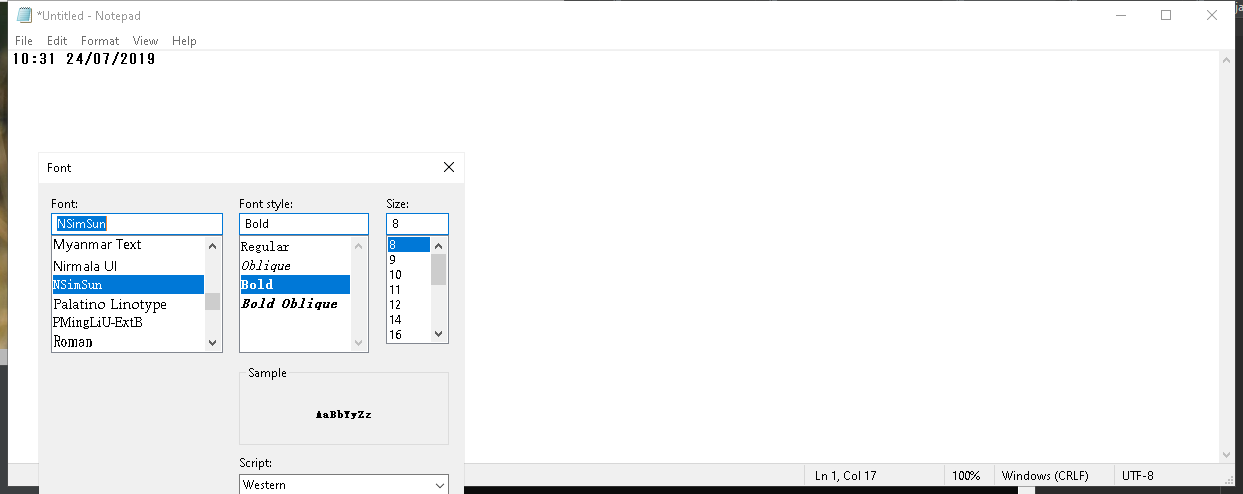 *Untitled - Notepad
File Edit Format View Help
10:31 24/07/2019
Font
Font: Font style: Size:
NSimSun Bold 8
Myanmar Text
Nirmala UI
NSimSun
Palatino Linotype
PMingLiU-ExtB
Roman
Regular
Oblique
Bold
Bold Oblique
8
9
10
11
12
14
16
Sample
AaBbYyZz
Script:
Western
Ln 1, Col 17 100% Windows (CRLF) UTF-8